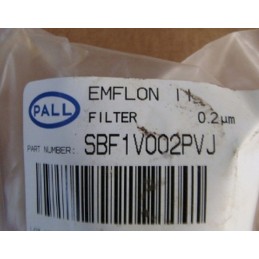 PALL
EMFLON
FILTER 0.2µm
PART NUMBER: SBF1V002PVJ